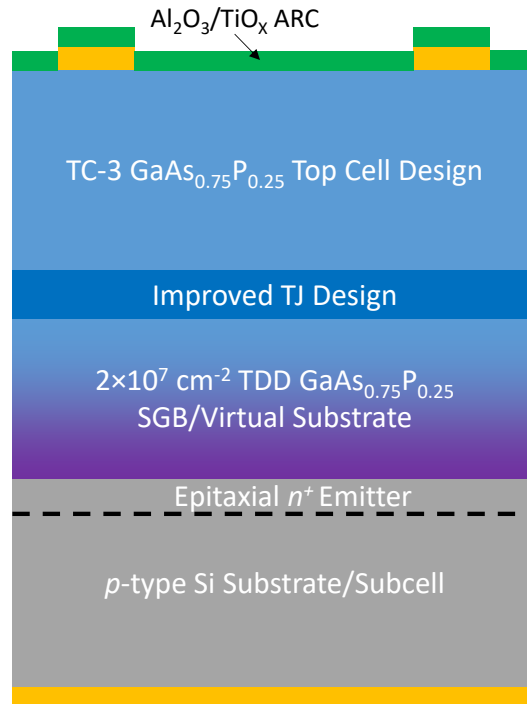 Al₂O₃/TiOₓ ARC
TC-3 GaAs₀.₇₅P₀.₂₅ Top Cell Design
Improved TJ Design
2×10⁷ cm⁻² TDD GaAs₀.₇₅P₀.₂₅
SGB/Virtual Substrate
Epitaxial n⁺ Emitter
p-type Si Substrate/Subcell